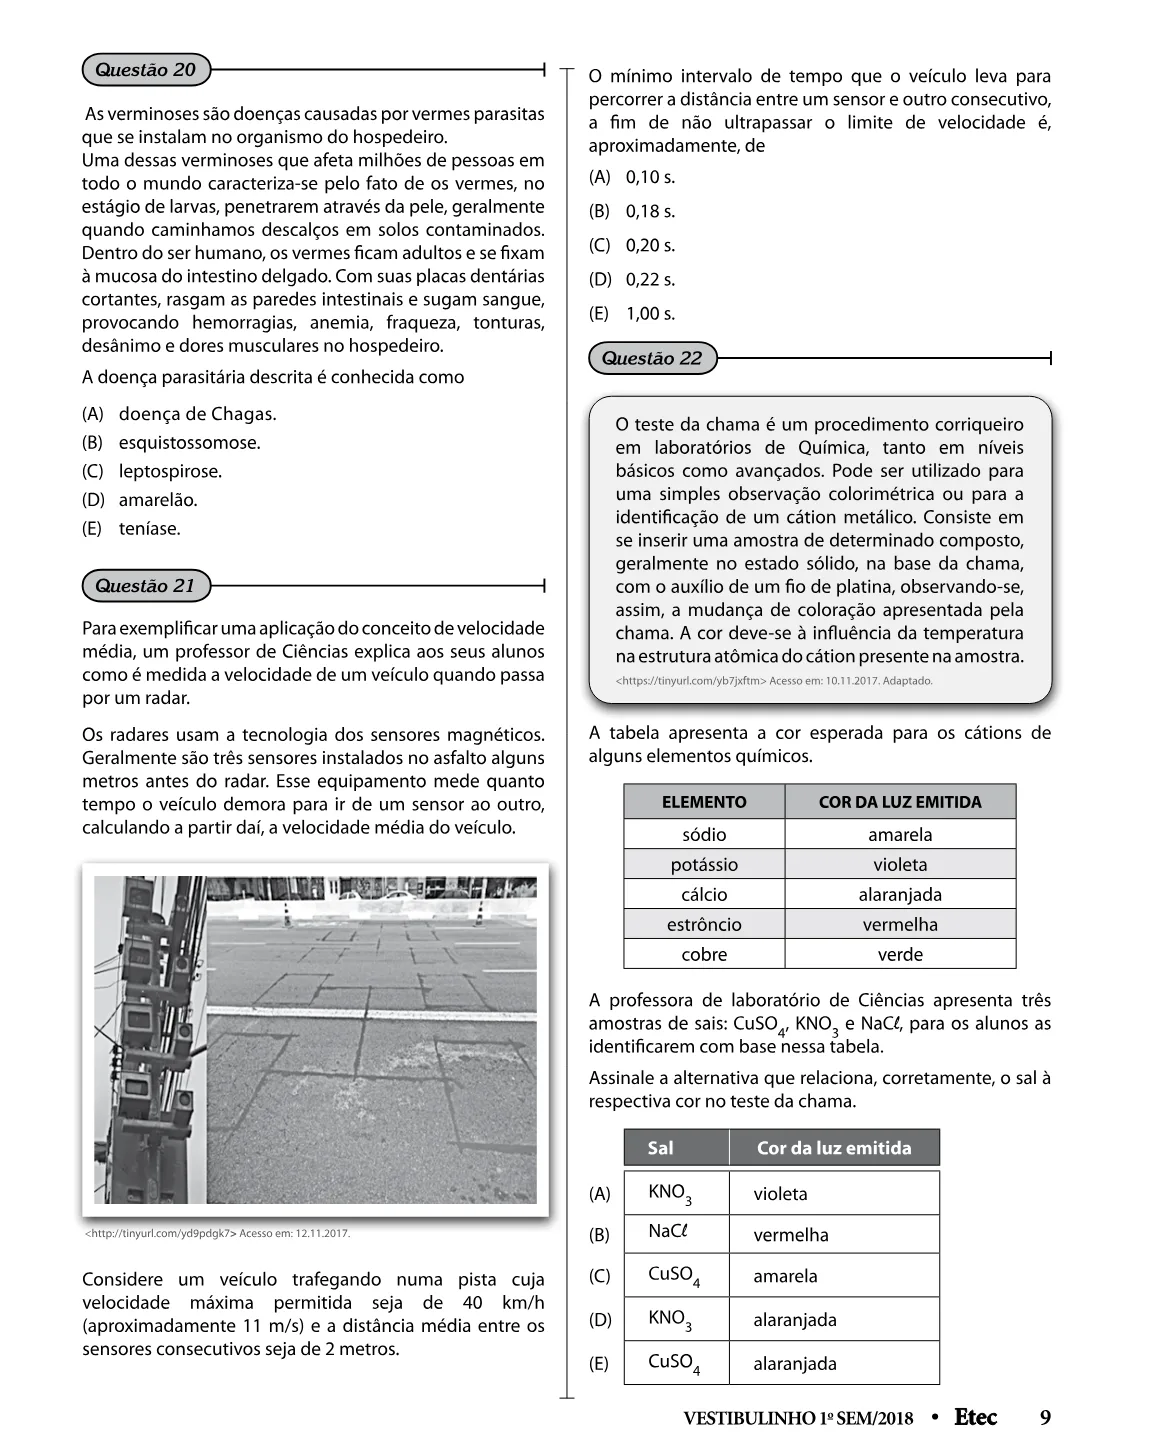 Questão 20
As verminoses são doenças causadas por vermes parasitas
que se instalam no organismo do hospedeiro.
Uma dessas verminoses que afeta milhões de pessoas em
todo o mundo caracteriza-se pelo fato de os vermes, no
estágio de larvas, penetrarem através da pele, geralmente
quando caminhamos descalços em solos contaminados.
Dentro do ser humano, os vermes ficam adultos e se fixam
à mucosa do intestino delgado. Com suas placas dentárias
cortantes, rasgam as paredes intestinais e sugam sangue,
provocando hemorragias, anemia, fraqueza, tonturas,
desânimo e dores musculares no hospedeiro.
A doença parasitária descrita é conhecida como
(A) doença de Chagas.
(B) esquistossomose.
(C) leptospirose.
(D) amarelão.
(E) teníase.
Questão 21
Para exemplificar uma aplicação do conceito de velocidade
média, um professor de Ciências explica aos seus alunos
como é medida a velocidade de um veículo quando passa
por um radar.
Os radares usam a tecnologia dos sensores magnéticos.
Geralmente são três sensores instalados no asfalto alguns
metros antes do radar. Esse equipamento mede quanto
tempo o veículo demora para ir de um sensor ao outro,
calculando a partir daí, a velocidade média do veículo.
<http://tinyurl.com/yd9pdgk7> Acesso em: 12.11.2017.
Considere um veículo trafegando numa pista cuja
velocidade máxima permitida seja de 40 km/h
(aproximadamente 11 m/s) e a distância média entre os
sensores consecutivos seja de 2 metros.
O mínimo intervalo de tempo que o veículo leva para
percorrer a distância entre um sensor e outro consecutivo,
a fim de não ultrapassar o limite de velocidade é,
aproximadamente, de
(A) 0,10 s.
(B) 0,18 s.
(C) 0,20 s.
(D) 0,22 s.
(E) 1,00 s.
Questão 22
O teste da chama é um procedimento corriqueiro
em laboratórios de Química, tanto em níveis
básicos como avançados. Pode ser utilizado para
uma simples observação colorimétrica ou para a
identificação de um cátion metálico. Consiste em
se inserir uma amostra de determinado composto,
geralmente no estado sólido, na base da chama,
com o auxílio de um fio de platina, observando-se,
assim, a mudança de coloração apresentada pela
chama. A cor deve-se à influência da temperatura
na estrutura atômica do cátion presente na amostra.
<https://tinyurl.com/yb7jxftm> Acesso em: 10.11.2017. Adaptado.
A tabela apresenta a cor esperada para os cátions de
alguns elementos químicos.
ELEMENTO COR DA LUZ EMITIDA
sódio amarela
potássio violeta
cálcio alaranjada
estrôncio vermelha
cobre verde
A professora de laboratório de Ciências apresenta três
amostras de sais: CuSO₄, KNO₃ e NaCℓ, para os alunos as
identificarem com base nessa tabela.
Assinale a alternativa que relaciona, corretamente, o sal à
respectiva cor no teste da chama.
Sal Cor da luz emitida
(A) KNO₃ violeta
(B) NaCℓ vermelha
(C) CuSO₄ amarela
(D) KNO₃ alaranjada
(E) CuSO₄ alaranjada
VESTIBULINHO 1º SEM/2018 • Etec 9